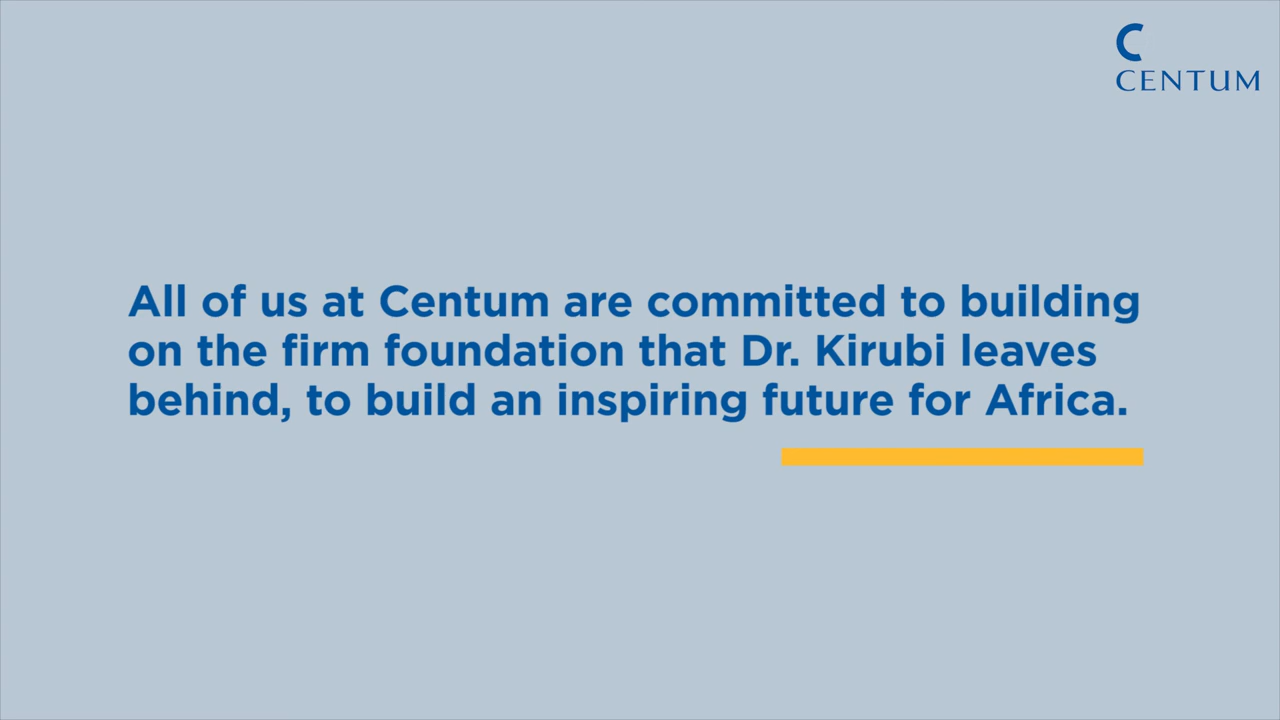 C
CENTUM
All of us at Centum are committed to building
on the firm foundation that Dr. Kirubi leaves
behind, to build an inspiring future for Africa.